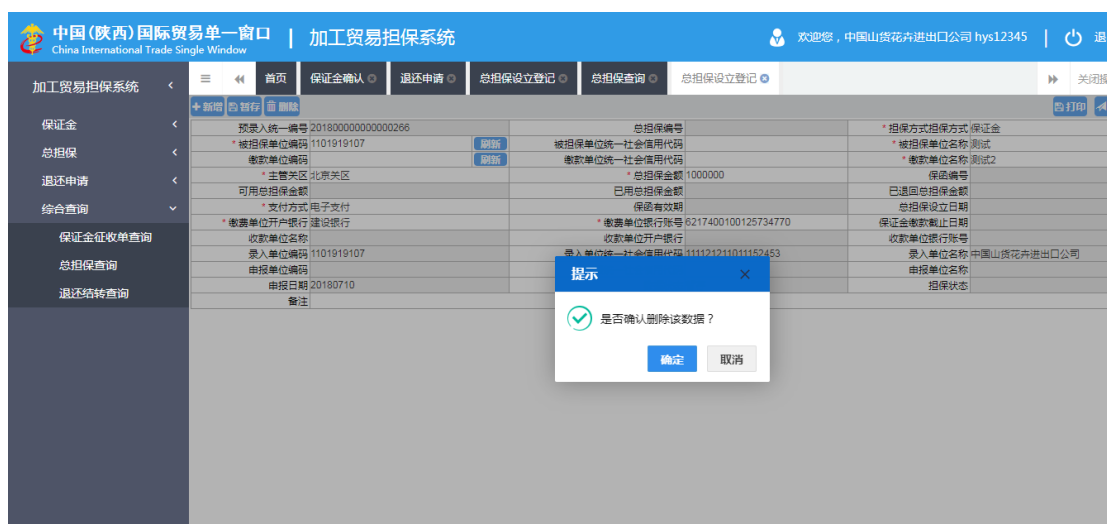 中国(陕西)国际贸易单一窗口 | 加工贸易担保系统 欢迎您，中国山货花卉进出口公司 hys12345 | 退
China International Trade Single Window
加工贸易担保系统
首页 保证金确认 退还申请 总担保设立登记 总担保查询 总担保设立登记 关闭操
新增 暂存 删除 打印
保证金
总担保
退还申请
综合查询
保证金征收单查询
总担保查询
退还结转查询
预录入统一编号 201800000000000266 总担保编号 * 担保方式担保方式 保证金
* 被担保单位编码 1101919107 刷新 被担保单位统一社会信用代码 * 被担保单位名称 测试
缴款单位编码 刷新 缴款单位统一社会信用代码 * 缴款单位名称 测试2
* 主管关区 北京关区 * 总担保金额 1000000 保函编号
可用总担保金额 已用总担保金额 已退回总担保金额
* 支付方式 电子支付 保函有效期 总担保设立日期
* 缴费单位开户银行 建设银行 * 缴费单位银行账号 6217400100125734770 保证金缴款截止日期
收款单位名称 收款单位开户银行 收款单位银行账号
录入单位编码 1101919107 录入单位统一社会信用代码 111121211011152453 录入单位名称 中国山货花卉进出口公司
申报单位编码 申报单位名称
申报日期 20180710 担保状态
备注
提示
是否确认删除该数据？
确定 取消